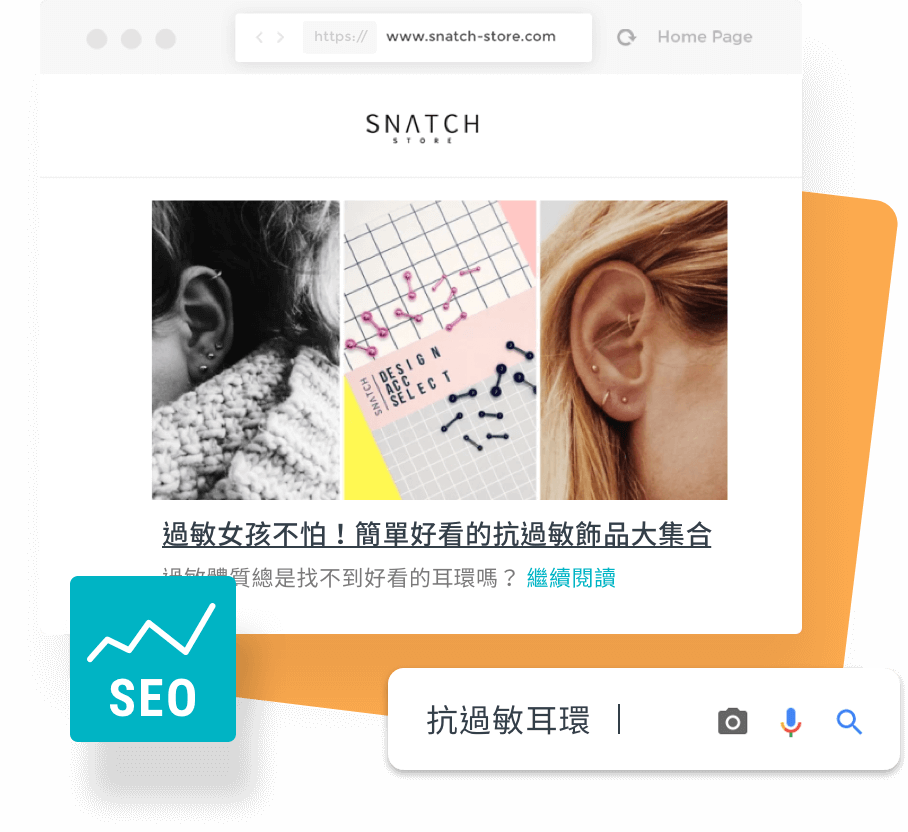 https://
www.snatch-store.com
Home Page
SNATCH
STORE
SNATCH
DESIGN
ACC
SELECT
過敏女孩不怕！簡單好看的抗過敏飾品大集合
過敏體質總是找不到好看的耳環嗎？ 繼續閱讀
SEO
抗過敏耳環